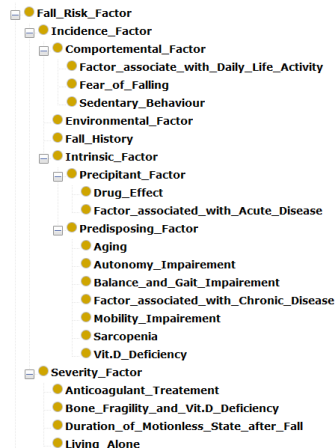 Fall_Risk_Factor
Incidence_Factor
Comportemental_Factor
Factor_associate_with_Daily_Life_Activity
Fear_of_Falling
Sedentary_Behaviour
Environmental_Factor
Fall_History
Intrinsic_Factor
Precipitant_Factor
Drug_Effect
Factor_associated_with_Acute_Disease
Predisposing_Factor
Aging
Autonomy_Impairement
Balance_and_Gait_Impairement
Factor_associated_with_Chronic_Disease
Mobility_Impairement
Sarcopenia
Vit.D_Deficiency
Severity_Factor
Anticoagulant_Treatement
Bone_Fragility_and_Vit.D_Deficiency
Duration_of_Motionless_State_after_Fall
Living_Alone